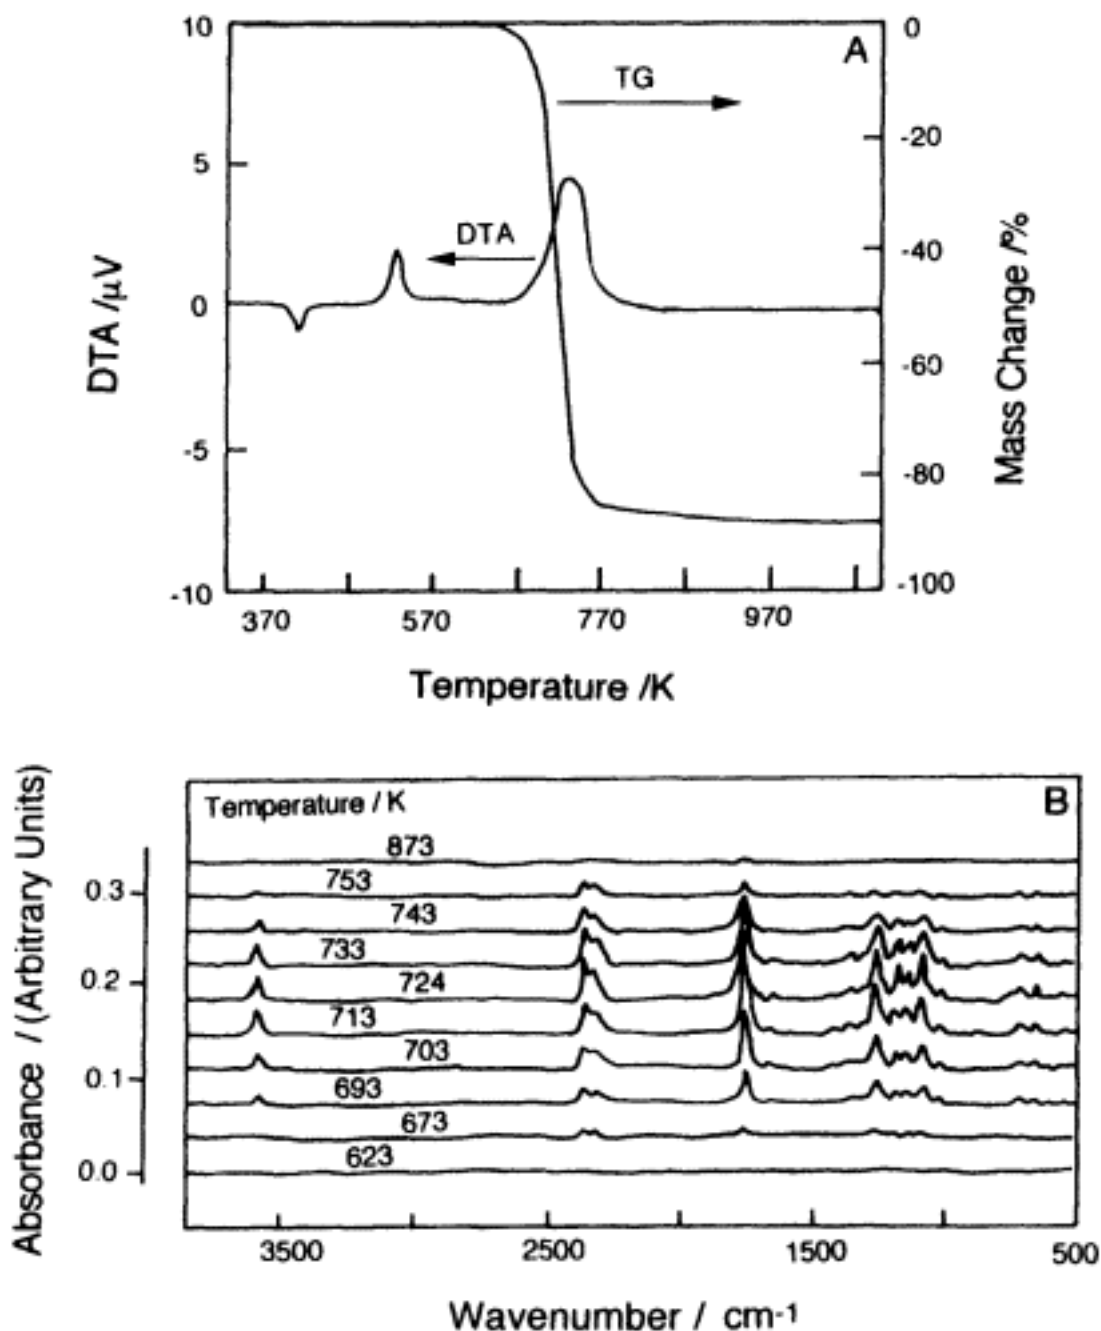 A
TG
DTA
10
5
0
-5
-10
DTA /μV
0
-20
-40
-60
-80
-100
Mass Change /%
370 570 770 970
Temperature /K
B
Temperature / K
873
753
743
733
724
713
703
693
673
623
0.3
0.2
0.1
0.0
Absorbance / (Arbitrary Units)
3500 2500 1500 500
Wavenumber / cm-1